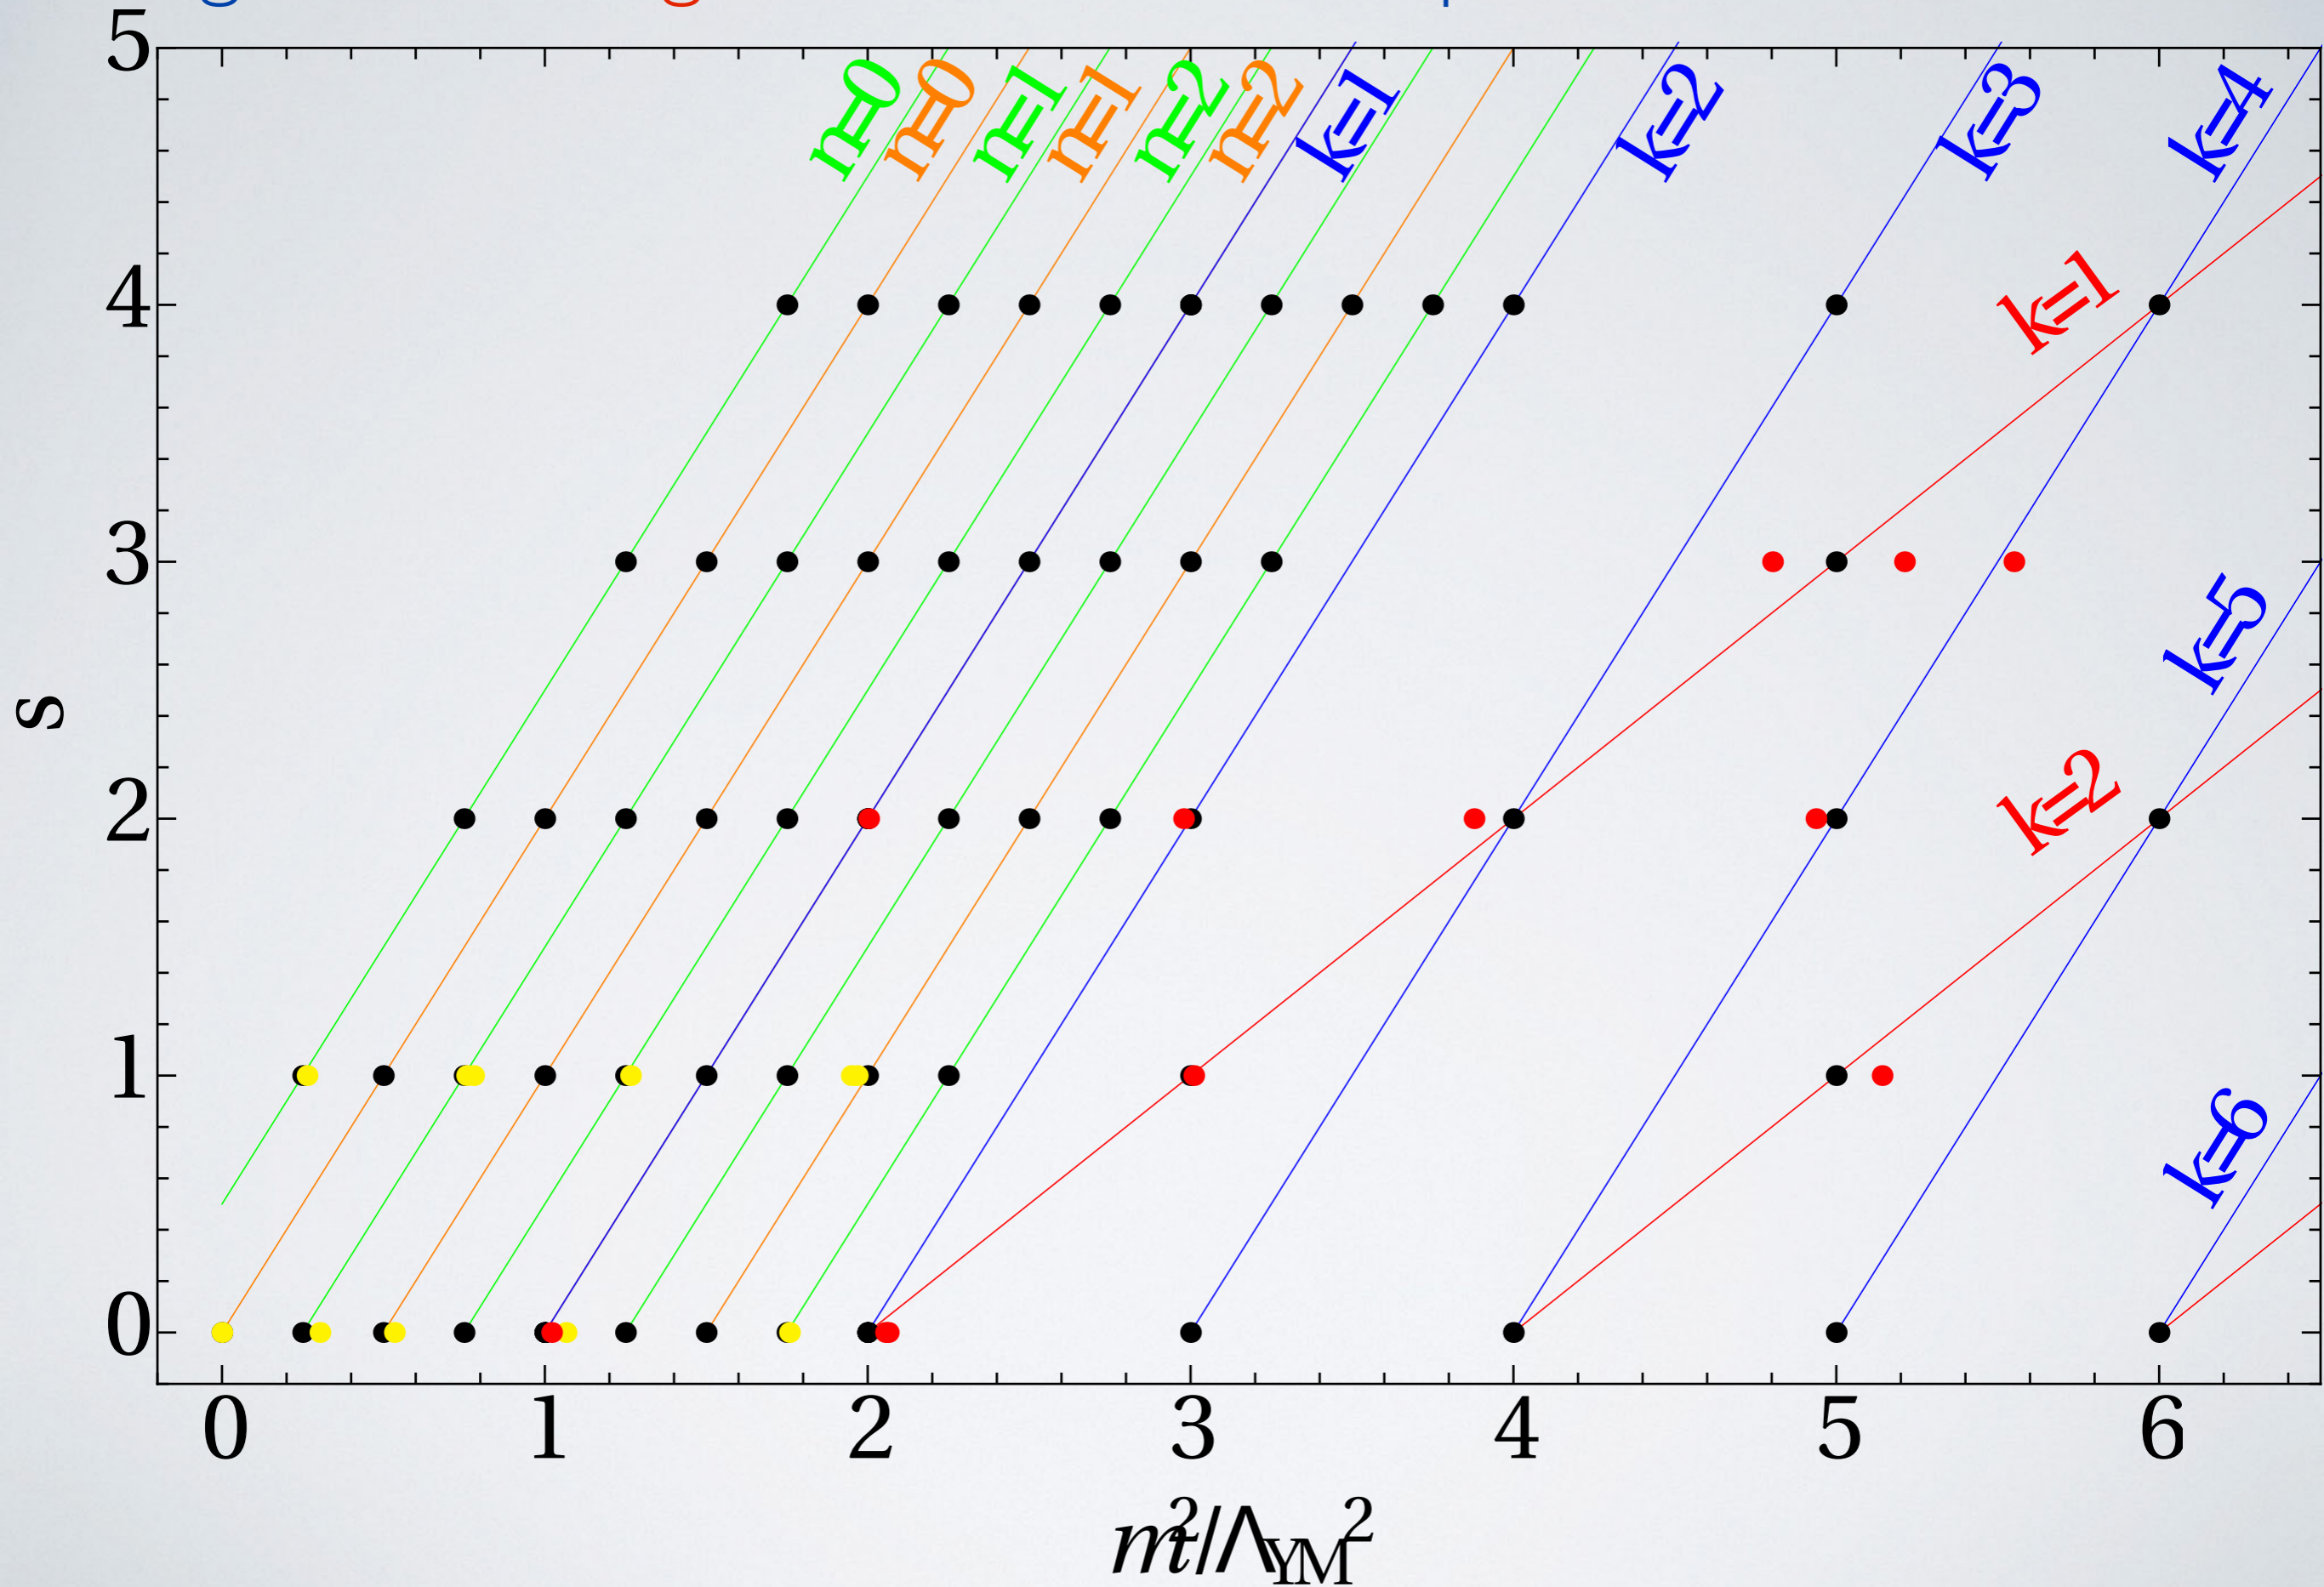 5
n=0 n=0 n=1 n=1 n=2 n=2 k=1 k=2 k=3 k=4
4
k=1
3
k=5
s
2
k=2
1
k=6
0
0 1 2 3 4 5 6
m²/Λ_YM²